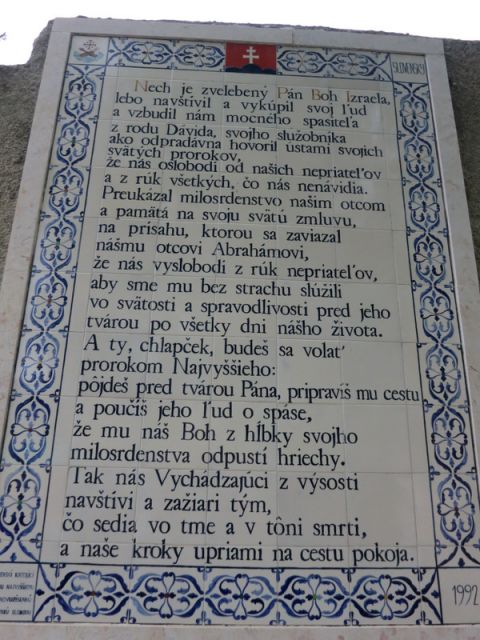 SLOVENSKY
Nech je zvelebený Pán Boh Izraela,
lebo navštívil a vykúpil svoj ľud
a vzbudil nám mocného spasiteľa
z rodu Dávida, svojho služobníka
ako odpradávna hovoril ústami svojich
svätých prorokov,
že nás oslobodí od našich nepriateľov
a z rúk všetkých, čo nás nenávidia.
Preukázal milosrdenstvo našim otcom
a pamätá na svoju svätú zmluvu,
na prísahu, ktorou sa zaviazal
nášmu otcovi Abrahámovi,
že nás vyslobodí z rúk nepriateľov,
aby sme mu bez strachu slúžili
vo svätosti a spravodlivosti pred jeho
tvárou po všetky dni nášho života.
A ty, chlapček, budeš sa volať
prorokom Najvyššieho:
pôjdeš pred tvárou Pána, pripravíš mu cestu
a poučíš jeho ľud o spáse,
že mu náš Boh z hĺbky svojho
milosrdenstva odpustí hriechy.
Tak nás Vychádzajúci z výsosti
navštívi a zažiari tým,
čo sedia vo tme a v tôni smrti,
a naše kroky upriami na cestu pokoja.
1992